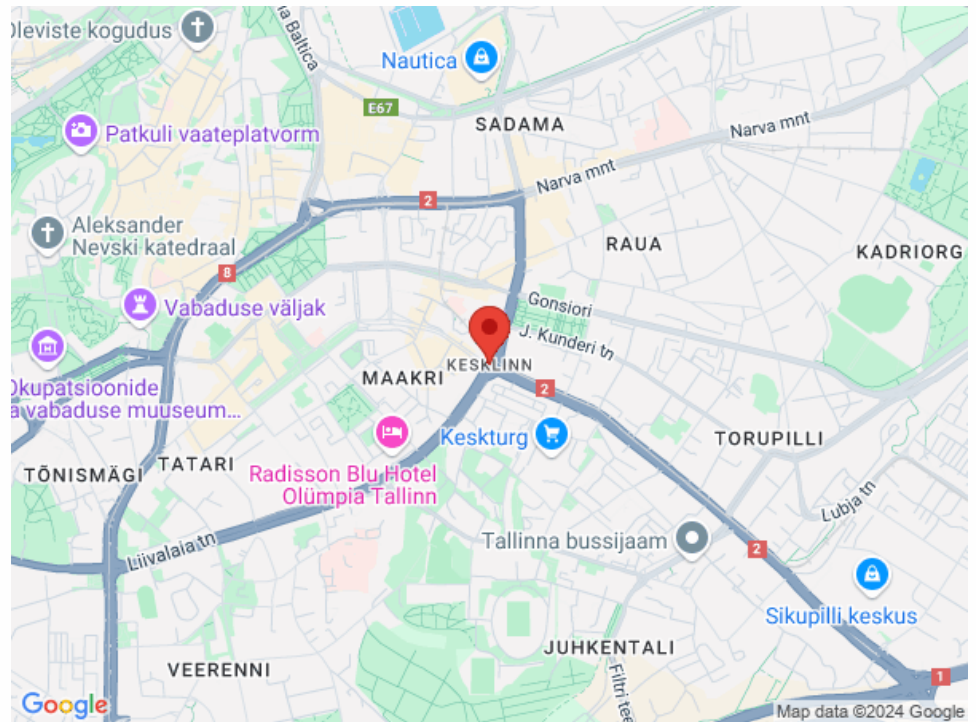 Oleviste kogudus
Baltica
Nautica
E67
SADAMA
Narva mnt
Patkuli vaateplatvorm
Narva mnt
2
Aleksander
Nevski katedraal
RAUA
KADRIORG
8
Vabaduse väljak
Gonsiori
J. Kunderi tn
KESKLINN
MAAKRI
Okupatsioonide
a vabaduse muuseum...
2
Keskturg
TORUPILLI
TÕNISMÄGI
TATARI
Radisson Blu Hotel
Olümpia Tallinn
Lubja tn
Liivalaia tn
Tallinna bussijaam
2
Sikupilli keskus
JUHKENTALI
VEERENNI
Filtri tee
1
Google
Map data ©2024 Google